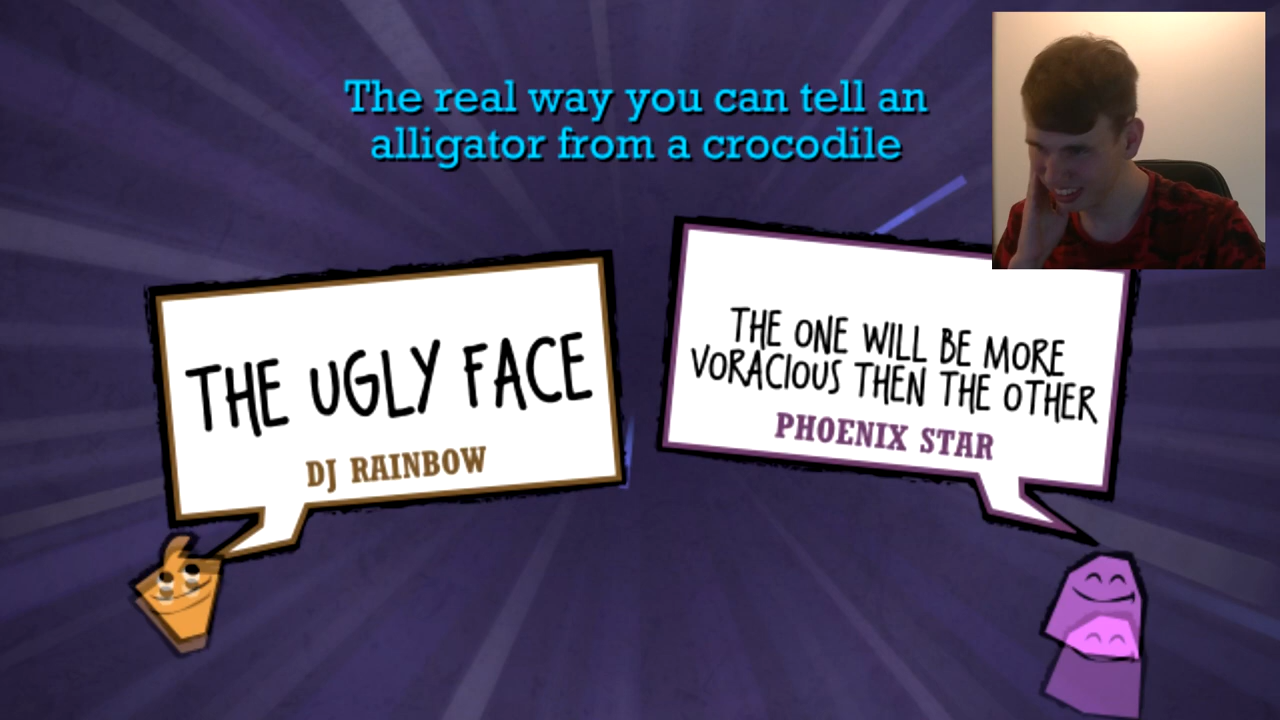 The real way you can tell an
alligator from a crocodile
THE UGLY FACE
DJ RAINBOW
THE ONE WILL BE MORE
VORACIOUS THEN THE OTHER
PHOENIX STAR